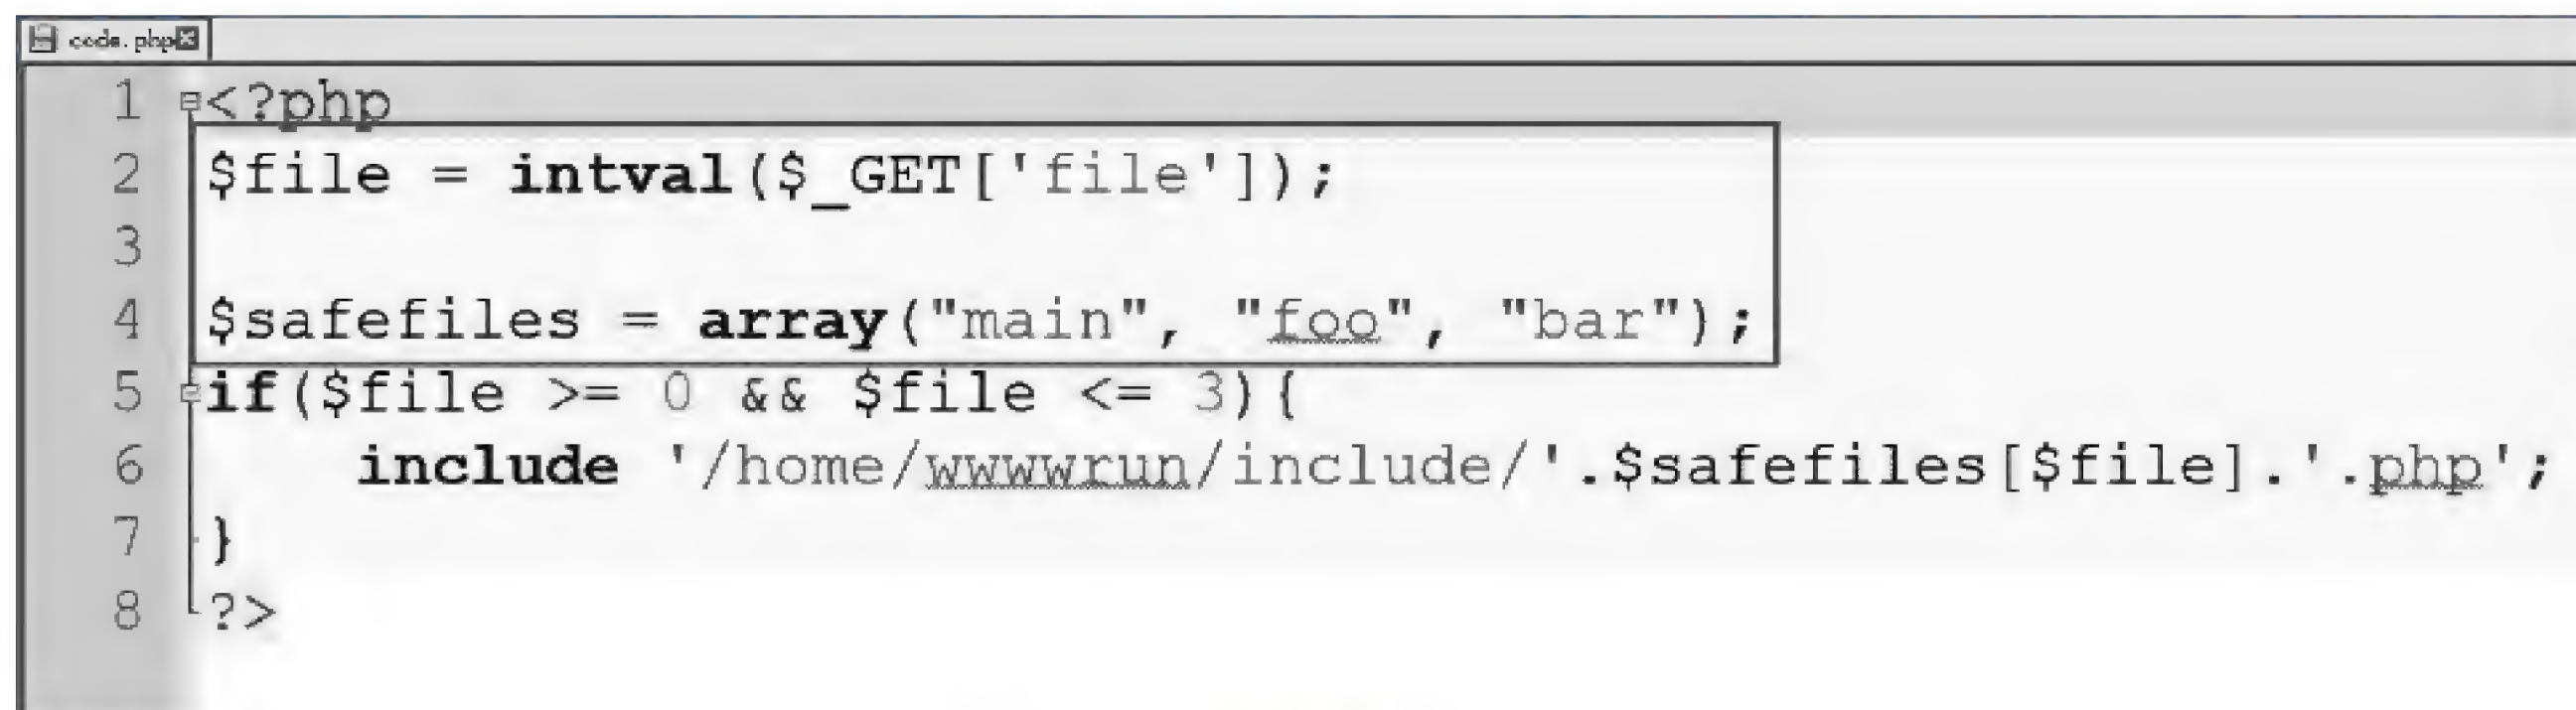 code.php
1 <?php
2 $file = intval($_GET['file']);
3
4 $safefiles = array("main", "foo", "bar");
5 if($file >= 0 && $file <= 3){
6 include '/home/wwwwrun/include/'.$safefiles[$file].'.php';
7 }
8 ?>